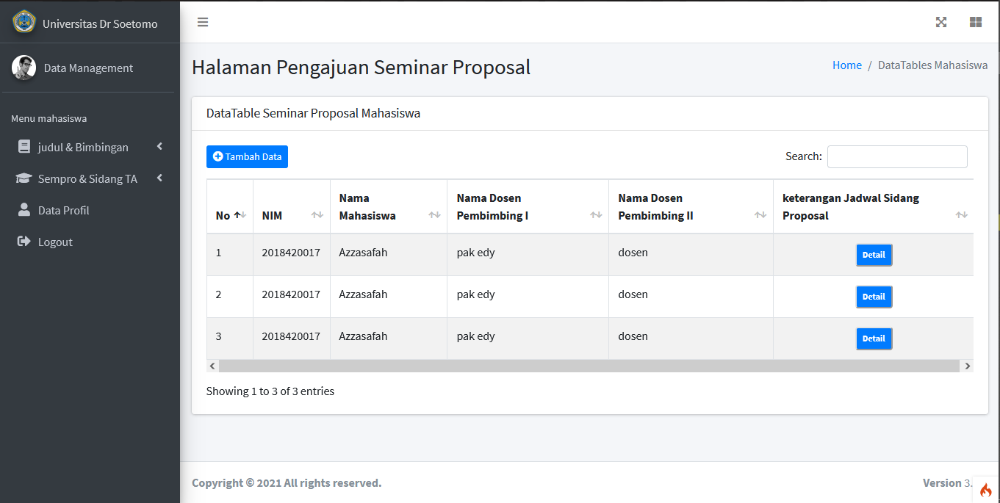 Universitas Dr Soetomo
Data Management
Menu mahasiswa
judul & Bimbingan
Sempro & Sidang TA
Data Profil
Logout
Halaman Pengajuan Seminar Proposal
Home / DataTables Mahasiswa
DataTable Seminar Proposal Mahasiswa
Tambah Data
Search:
No NIM Nama Mahasiswa Nama Dosen Pembimbing I Nama Dosen Pembimbing II keterangan Jadwal Sidang Proposal
1 2018420017 Azzasafah pak edy dosen Detail
2 2018420017 Azzasafah pak edy dosen Detail
3 2018420017 Azzasafah pak edy dosen Detail
Showing 1 to 3 of 3 entries
Copyright © 2021 All rights reserved.
Version 3.